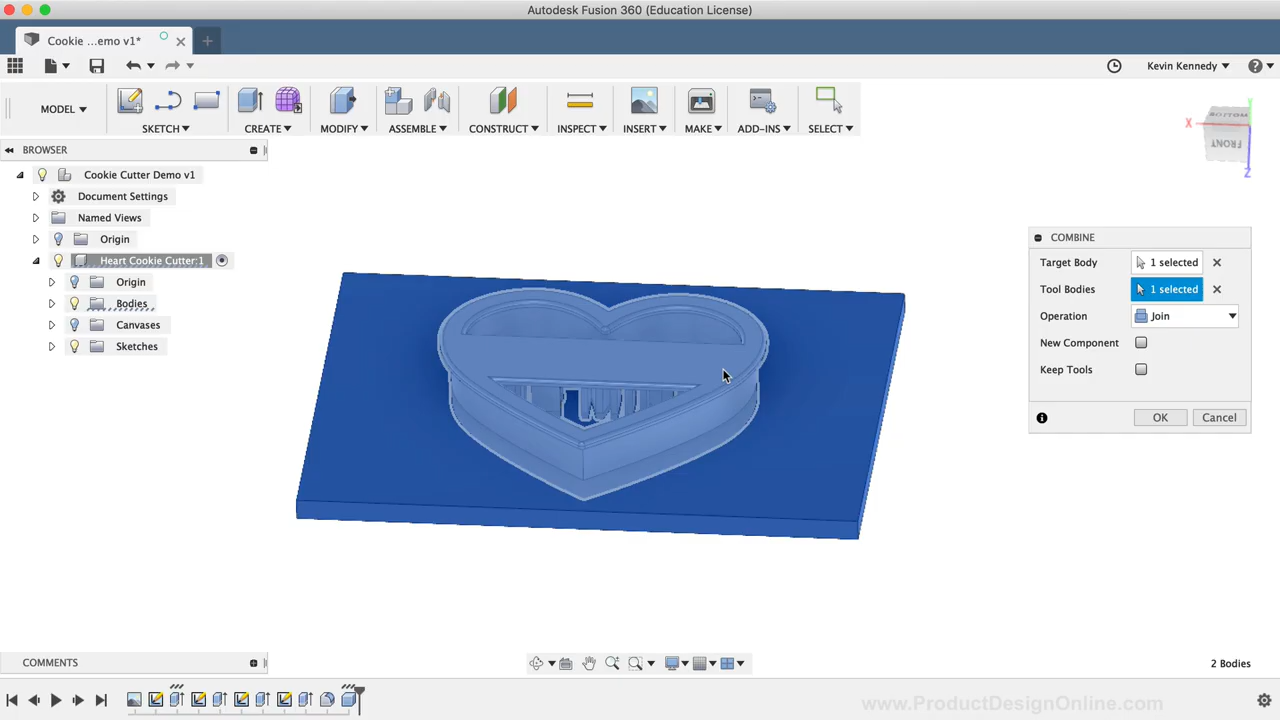 Autodesk Fusion 360 (Education License)
Cookie ...emo v1*
Kevin Kennedy
MODEL
SKETCH
CREATE
MODIFY
ASSEMBLE
CONSTRUCT
INSPECT
INSERT
MAKE
ADD-INS
SELECT
BOTTOM
FRONT
X
Z
BROWSER
Cookie Cutter Demo v1
Document Settings
Named Views
Origin
Heart Cookie Cutter:1
Origin
Bodies
Canvases
Sketches
COMBINE
Target Body 1 selected
Tool Bodies 1 selected
Operation Join
New Component
Keep Tools
OK Cancel
COMMENTS
2 Bodies
www.ProductDesignOnline.com